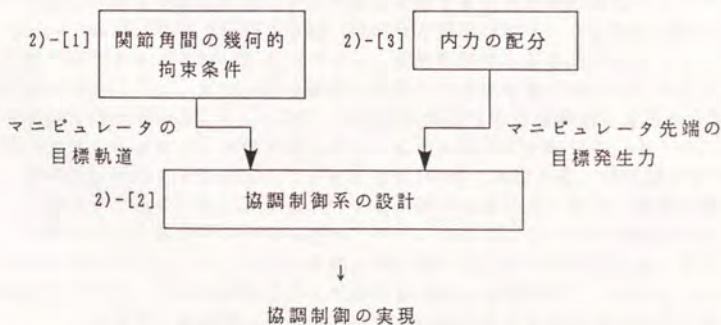 2)-[1] 関節角間の幾何的
拘束条件
2)-[3] 内力の配分
マニピュレータの
目標軌道
マニピュレータ先端の
目標発生力
2)-[2] 協調制御系の設計
↓
協調制御の実現